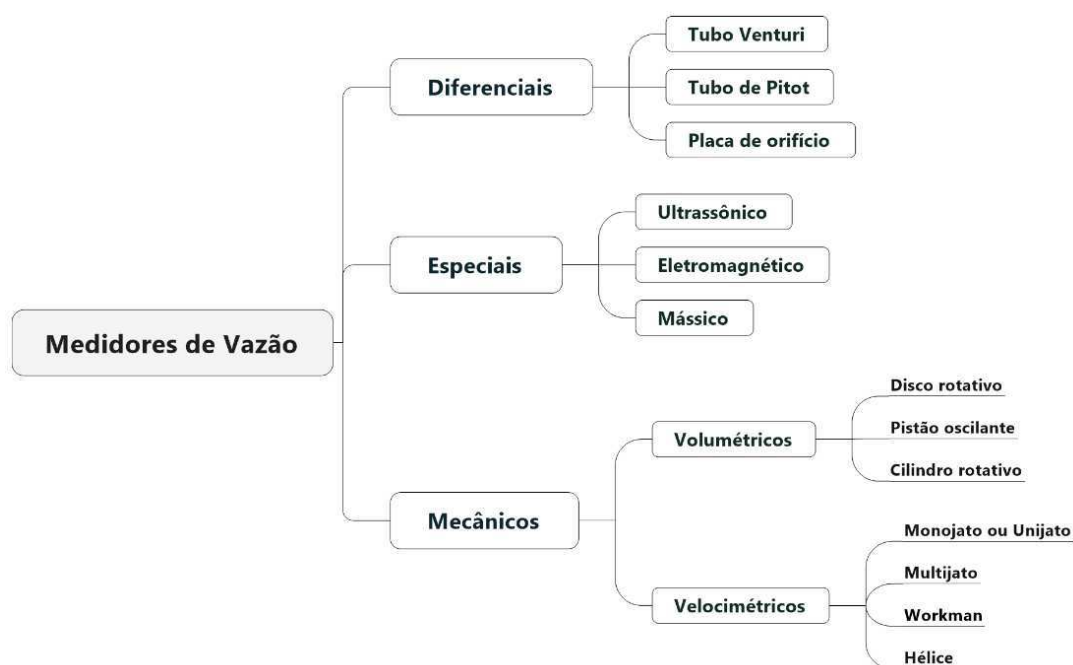 Medidores de Vazão
Diferenciais
Tubo Venturi
Tubo de Pitot
Placa de orifício
Especiais
Ultrassônico
Eletromagnético
Mássico
Mecânicos
Volumétricos
Disco rotativo
Pistão oscilante
Cilindro rotativo
Velocimétricos
Monojato ou Unijato
Multijato
Workman
Hélice